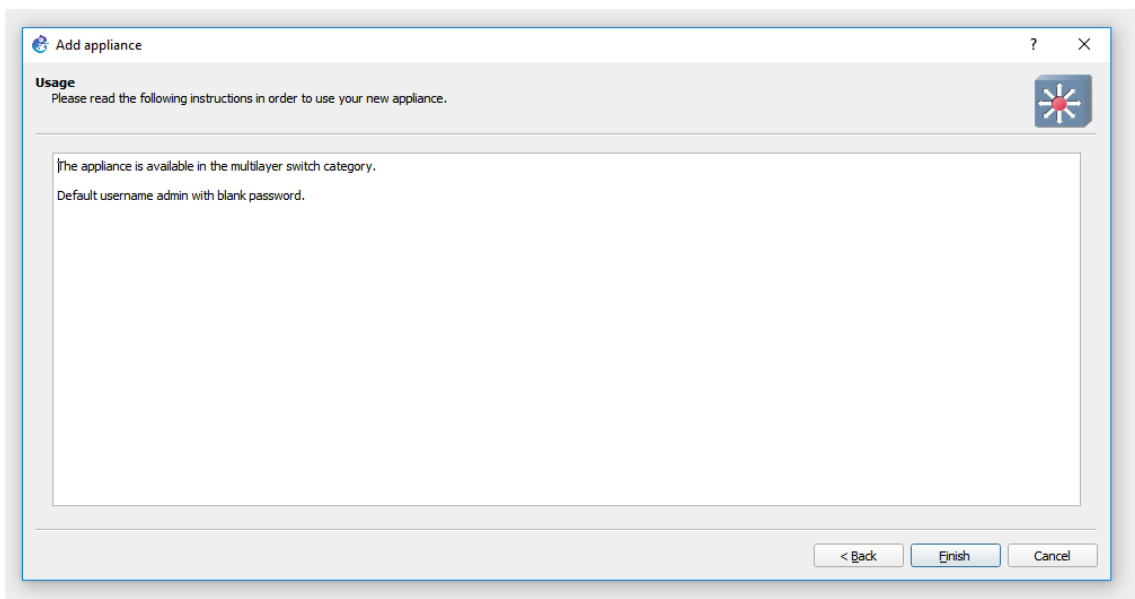 Add appliance
Usage
Please read the following instructions in order to use your new appliance.
The appliance is available in the multilayer switch category.
Default username admin with blank password.
< Back
Finish
Cancel